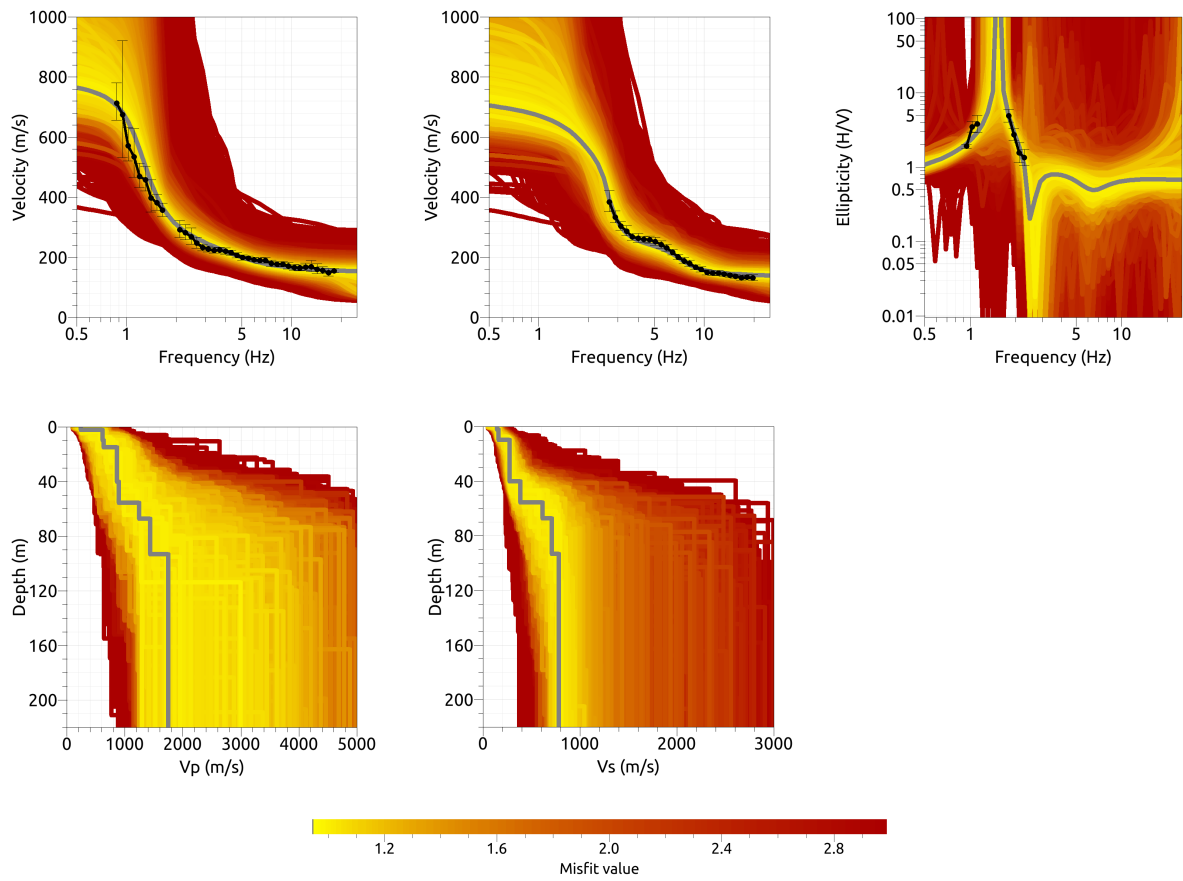 1000
800
600
400
200
0
Velocity (m/s)
0.5 1 5 10
Frequency (Hz)
1000
800
600
400
200
0
Velocity (m/s)
0.5 1 5 10
Frequency (Hz)
100
50
10
5
1
0.5
0.1
0.05
0.01
Ellipticity (H/V)
0.5 1 5 10
Frequency (Hz)
0
40
80
120
160
200
Depth (m)
0 1000 2000 3000 4000 5000
Vp (m/s)
0
40
80
120
160
200
Depth (m)
0 1000 2000 3000
Vs (m/s)
1.2 1.6 2.0 2.4 2.8
Misfit value